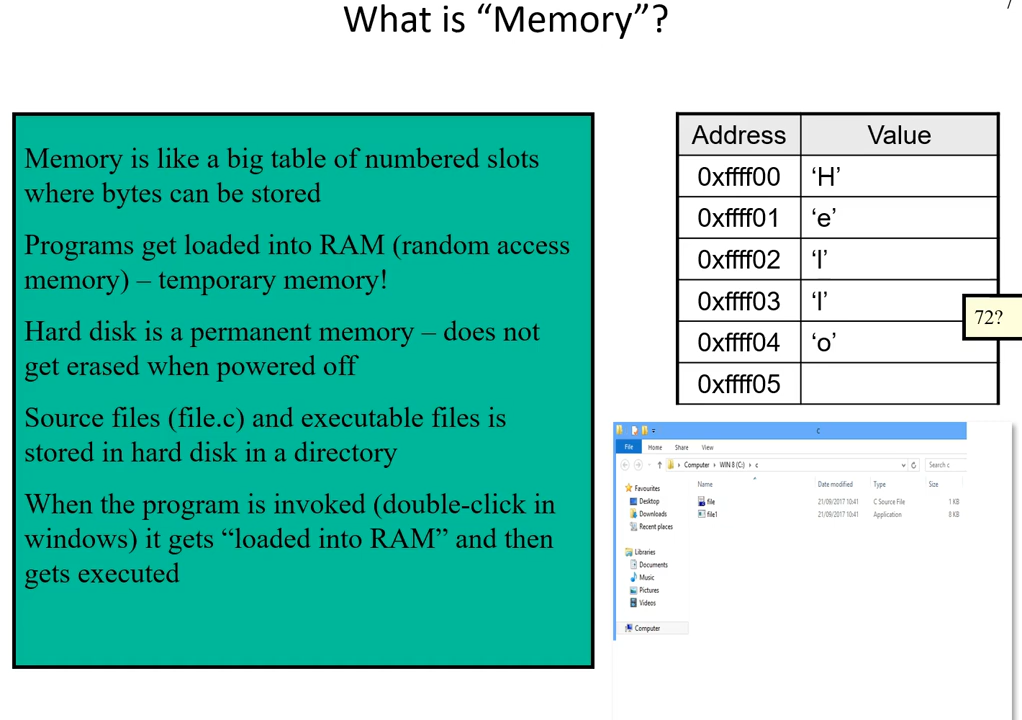 What is “Memory”?
Memory is like a big table of numbered slots
where bytes can be stored
Programs get loaded into RAM (random access
memory) – temporary memory!
Hard disk is a permanent memory – does not
get erased when powered off
Source files (file.c) and executable files is
stored in hard disk in a directory
When the program is invoked (double-click in
windows) it gets “loaded into RAM” and then
gets executed
Address Value
0xffff00 ‘H’
0xffff01 ‘e’
0xffff02 ‘l’
0xffff03 ‘l’
72?
0xffff04 ‘o’
0xffff05
File Home Share View
Computer WIN 8 (C:) c
Search c
Name Date modified Type Size
Favourites
Desktop
Downloads
Recent places
Libraries
Documents
Music
Pictures
Videos
Computer
file 21/09/2017 10:41 C Source File 1 KB
file1 21/09/2017 10:41 Application 8 KB